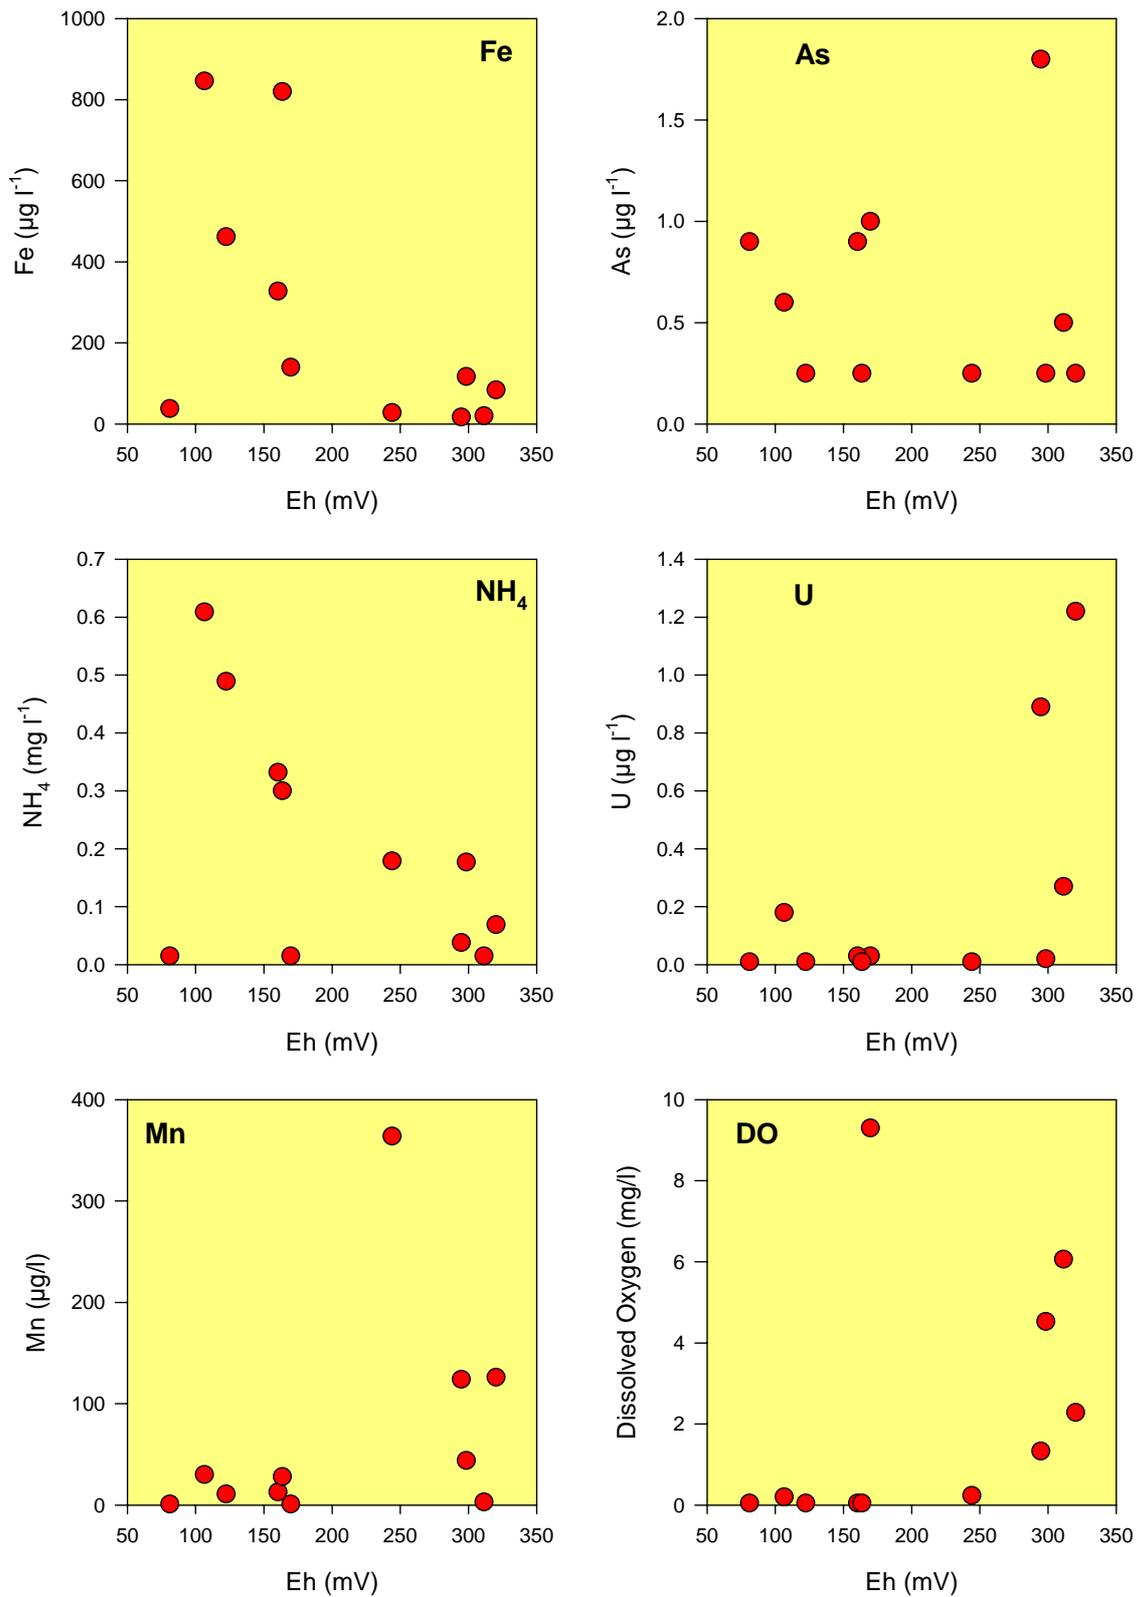 1000
800
600
400
200
0
Fe (µg l-1)
Fe
50 100 150 200 250 300 350
Eh (mV)
2.0
1.5
1.0
0.5
0.0
As (µg l-1)
As
50 100 150 200 250 300 350
Eh (mV)
0.7
0.6
0.5
0.4
0.3
0.2
0.1
0.0
NH4 (mg l-1)
NH4
50 100 150 200 250 300 350
Eh (mV)
1.4
1.2
1.0
0.8
0.6
0.4
0.2
0.0
U (µg l-1)
U
50 100 150 200 250 300 350
Eh (mV)
400
300
200
100
0
Mn (µg/l)
Mn
50 100 150 200 250 300 350
Eh (mV)
10
8
6
4
2
0
Dissolved Oxygen (mg/l)
DO
50 100 150 200 250 300 350
Eh (mV)